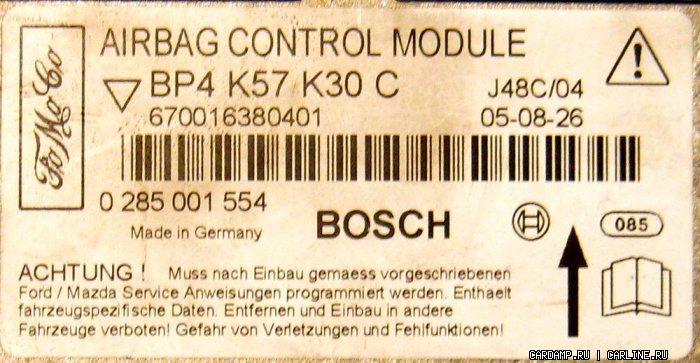 FoMoCo
AIRBAG CONTROL MODULE
BP4 K57 K30 C
J48C/04
670016380401
05-08-26
0 285 001 554
Made in Germany
BOSCH
085
ACHTUNG ! Muss nach Einbau gemaess vorgeschriebenen
Ford / Mazda Service Anweisungen programmiert werden. Enthaelt
fahrzeugspezifische Daten. Entfernen und Einbau in andere
Fahrzeuge verboten! Gefahr von Verletzungen und Fehlfunktionen!
CARDAMP.RU | CARLINE.RU